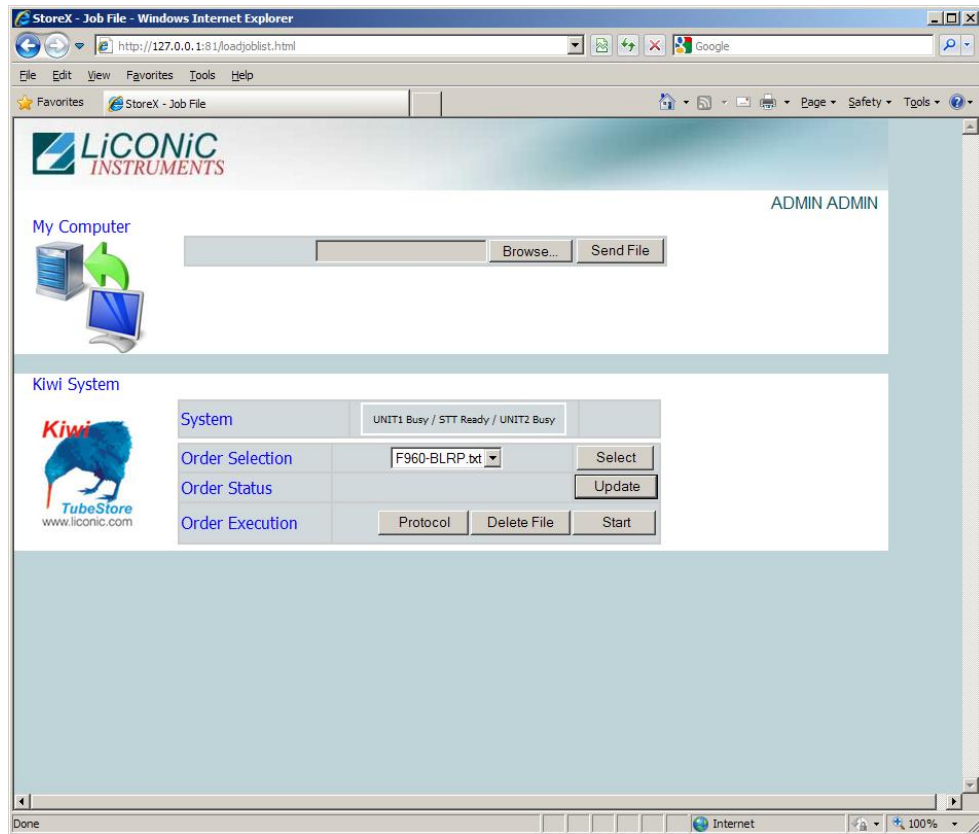 StoreX - Job File - Windows Internet Explorer
http://127.0.0.1:81/loadjoblist.html
Google
File Edit View Favorites Tools Help
Favorites StoreX - Job File Page Safety Tools
LiCONiC
INSTRUMENTS
ADMIN ADMIN
My Computer
Browse... Send File
Kiwi System
Kiwi
TubeStore
www.liconic.com
System UNIT1 Busy / STT Ready / UNIT2 Busy
Order Selection F960-BLRP.txt Select
Order Status Update
Order Execution Protocol Delete File Start
Done Internet 100%